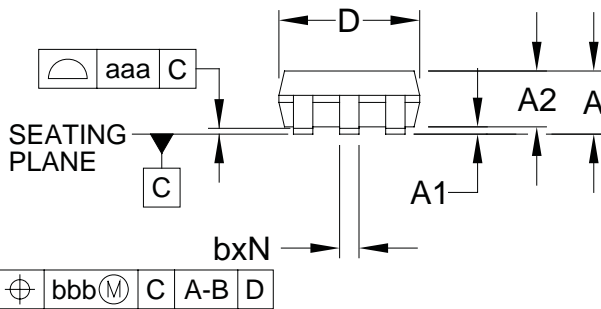 D
aaa C
A2 A
SEATING
PLANE
C
A1
bxN
bbb Ⓜ C A-B D